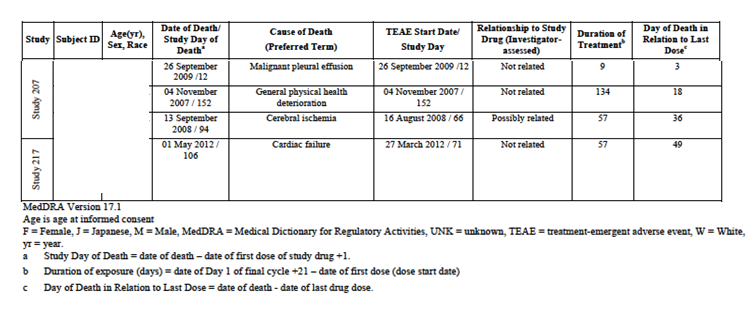 Study Subject ID Age(yr), Sex, Race Date of Death/ Study Day of Deathᵃ Cause of Death (Preferred Term) TEAE Start Date/ Study Day Relationship to Study Drug (Investigator-assessed) Duration of Treatmentᵇ Day of Death in Relation to Last Doseᶜ
Study 207
26 September 2009 /12 Malignant pleural effusion 26 September 2009 /12 Not related 9 3
04 November 2007 / 152 General physical health deterioration 04 November 2007 / 152 Not related 134 18
13 September 2008 / 94 Cerebral ischemia 16 August 2008 / 66 Possibly related 57 36
Study 217
01 May 2012 / 106 Cardiac failure 27 March 2012 / 71 Not related 57 49
MedDRA Version 17.1
Age is age at informed consent
F = Female, J = Japanese, M = Male, MedDRA = Medical Dictionary for Regulatory Activities, UNK = unknown, TEAE = treatment-emergent adverse event, W = White,
yr = year.
a Study Day of Death = date of death – date of first dose of study drug +1.
b Duration of exposure (days) = date of Day 1 of final cycle +21 – date of first dose (dose start date)
c Day of Death in Relation to Last Dose = date of death - date of last drug dose.